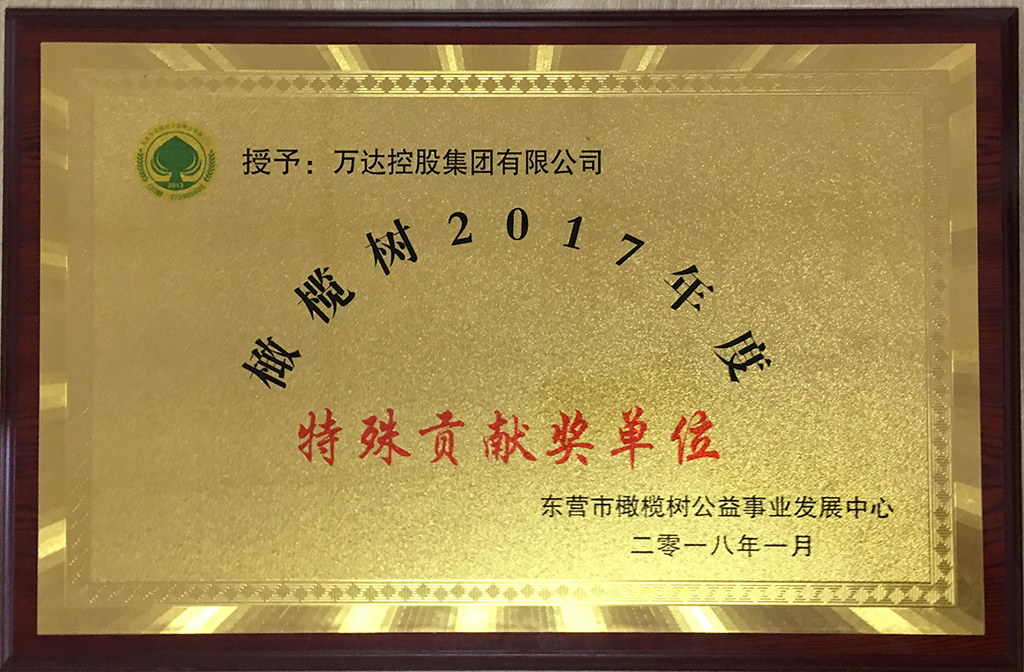 授予：万达控股集团有限公司
橄榄树2017年度
特殊贡献奖单位
东营市橄榄树公益事业发展中心
二零一八年一月
2013